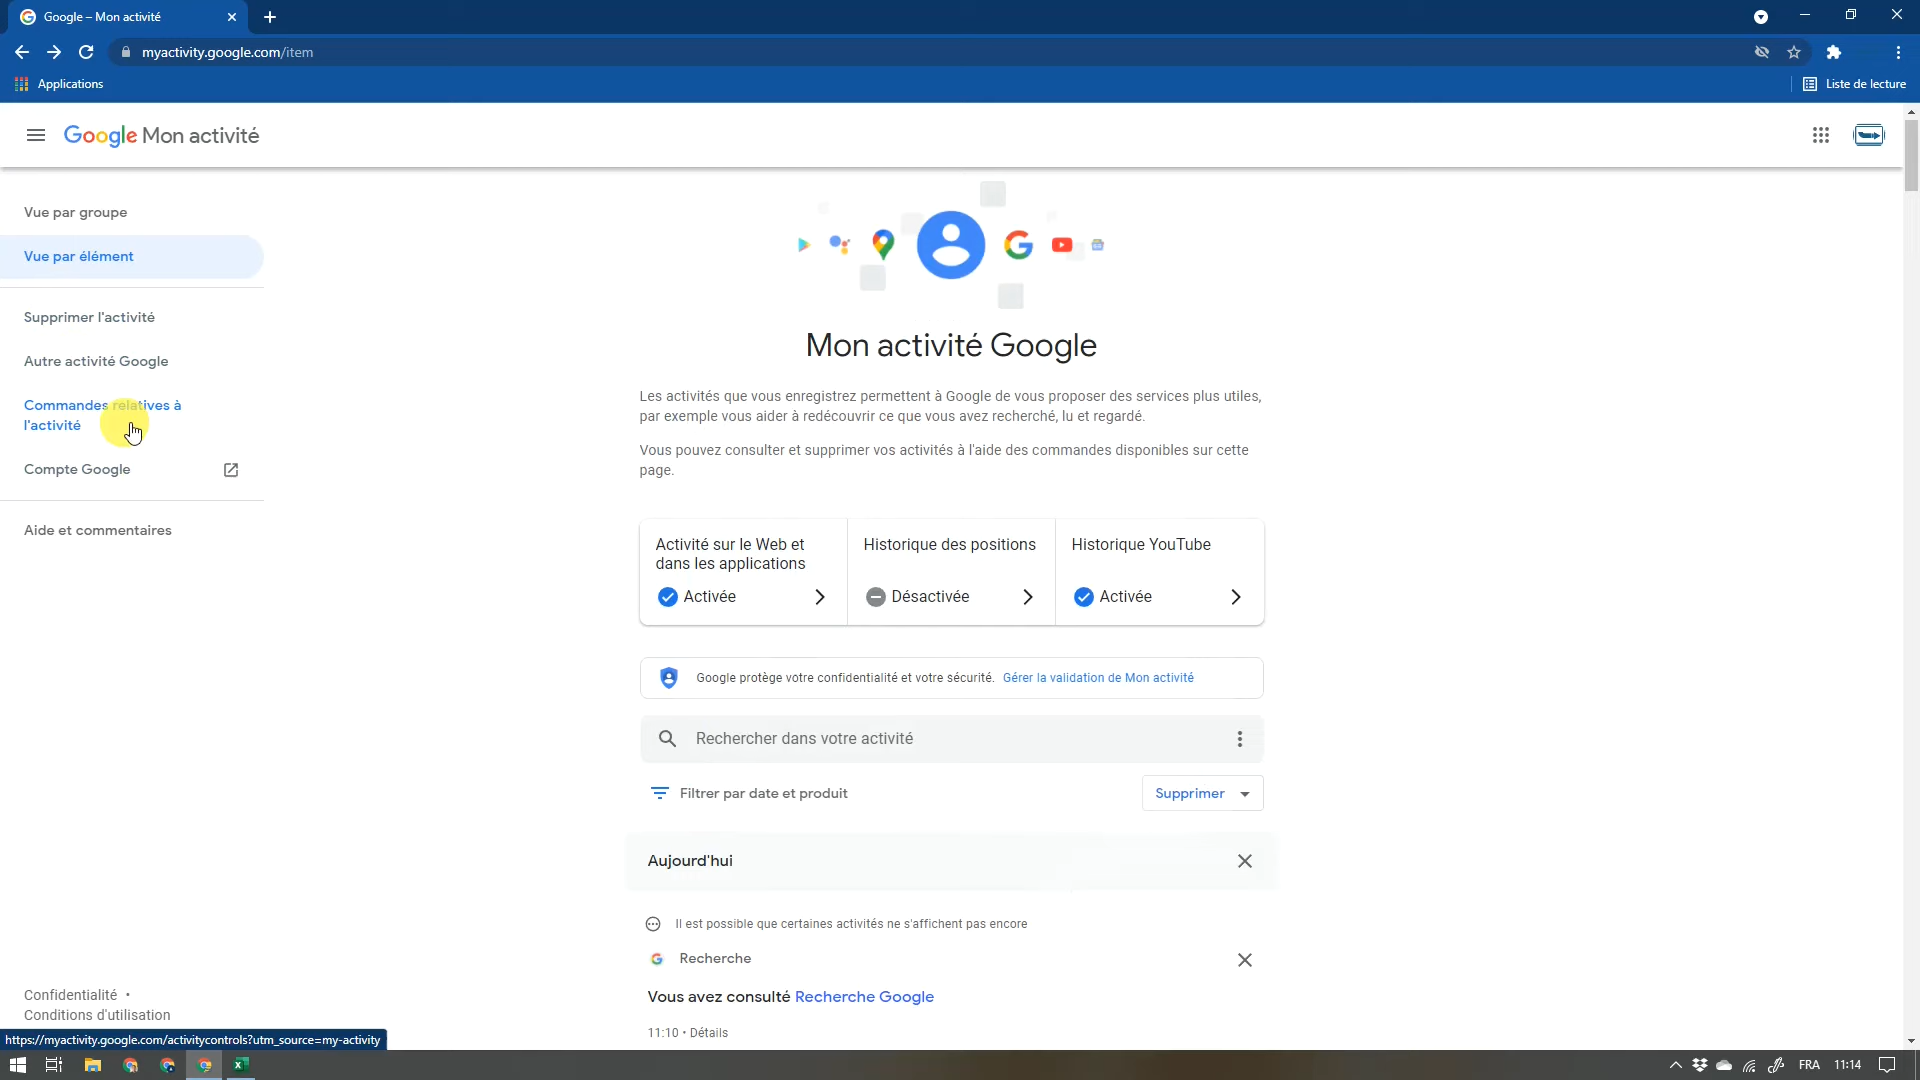 Google – Mon activité
myactivity.google.com/item
Applications
Liste de lecture
Google Mon activité
Vue par groupe
Vue par élément
Supprimer l'activité
Autre activité Google
Commandes relatives à
l'activité
Compte Google
Aide et commentaires
Mon activité Google
Les activités que vous enregistrez permettent à Google de vous proposer des services plus utiles,
par exemple vous aider à redécouvrir ce que vous avez recherché, lu et regardé.
Vous pouvez consulter et supprimer vos activités à l'aide des commandes disponibles sur cette
page.
Activité sur le Web et
dans les applications
Activée
Historique des positions
Désactivée
Historique YouTube
Activée
Google protège votre confidentialité et votre sécurité. Gérer la validation de Mon activité
Rechercher dans votre activité
Filtrer par date et produit
Supprimer
Aujourd'hui
Il est possible que certaines activités ne s'affichent pas encore
Recherche
Vous avez consulté Recherche Google
11:10 • Détails
Confidentialité •
Conditions d'utilisation
https://myactivity.google.com/activitycontrols?utm_source=my-activity
FRA 11:14